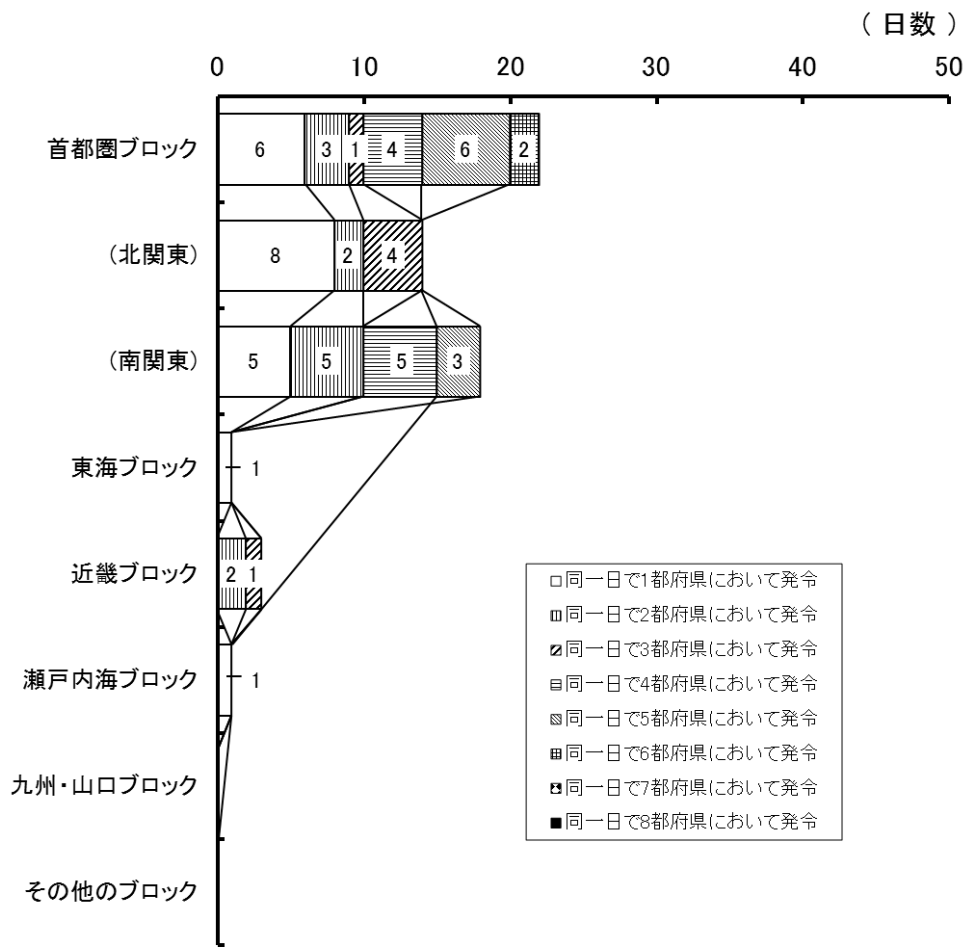 （ 日数 ）
0 10 20 30 40 50
首都圏ブロック 6 3 1 4 6 2
（北関東） 8 2 4
（南関東） 5 5 5 3
東海ブロック 1
近畿ブロック 2 1
瀬戸内海ブロック 1
九州・山口ブロック
その他のブロック
同一日で1都府県において発令
同一日で2都府県において発令
同一日で3都府県において発令
同一日で4都府県において発令
同一日で5都府県において発令
同一日で6都府県において発令
同一日で7都府県において発令
同一日で8都府県において発令